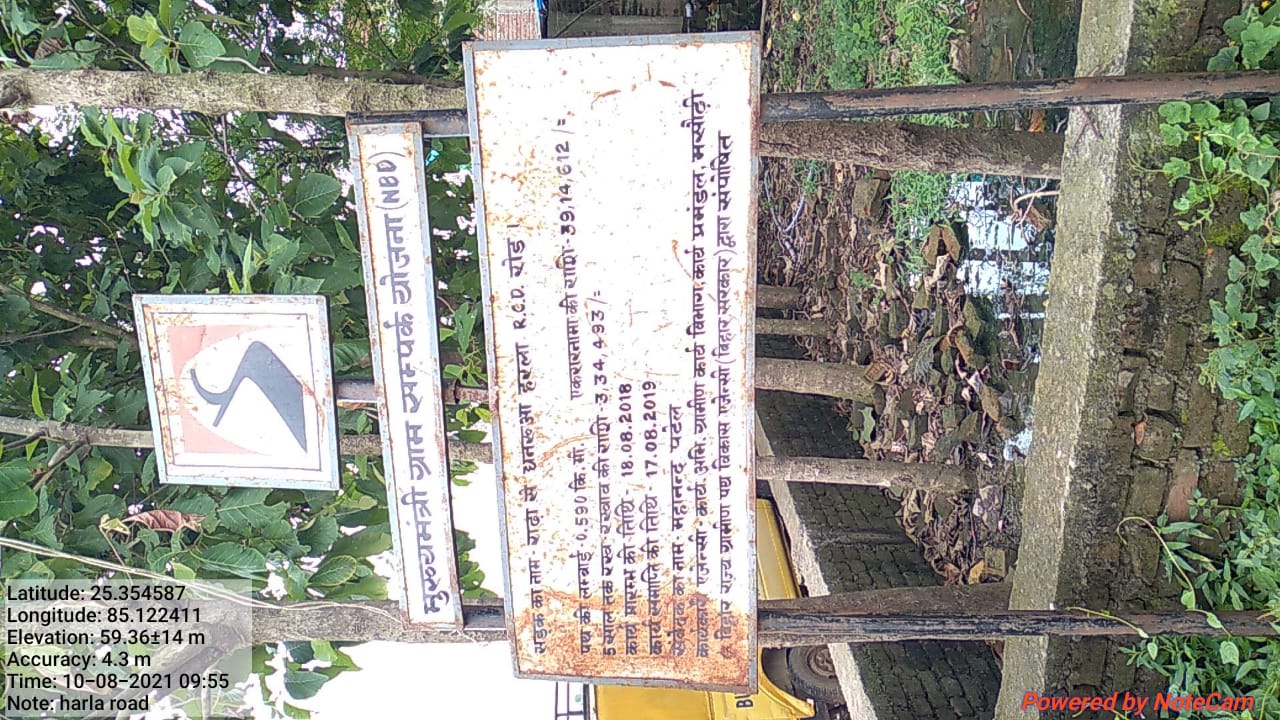 मुख्यमंत्री ग्राम सम्पर्क योजना (NBD)
सड़क का नाम- राढ़ा से धनरूआ हरला R.C.D. रोड।
पथ की लम्बाई 0.590 कि.मी. एकरारनामा की राशि- 39,14,612/=
5 साल तक रख रखाव की राशि- 3,34,493/=
कार्य प्रारम्भ की तिथि - 18.08.2018
कार्य समाप्ति की तिथि 17.08.2019
संवेदक का नाम- महानन्द पटेल
कार्यकारी एजेन्सी- कार्य. अभि. ग्रामीण कार्य विभाग, कार्य प्रमंडल, मसौढ़ी
बिहार राज्य ग्रामीण पथ विकास एजेन्सी (बिहार सरकार) द्वारा संपोषित
Latitude: 25.354587
Longitude: 85.122411
Elevation: 59.36±14 m
Accuracy: 4.3 m
Time: 10-08-2021 09:55
Note: harla road
Powered by NoteCam